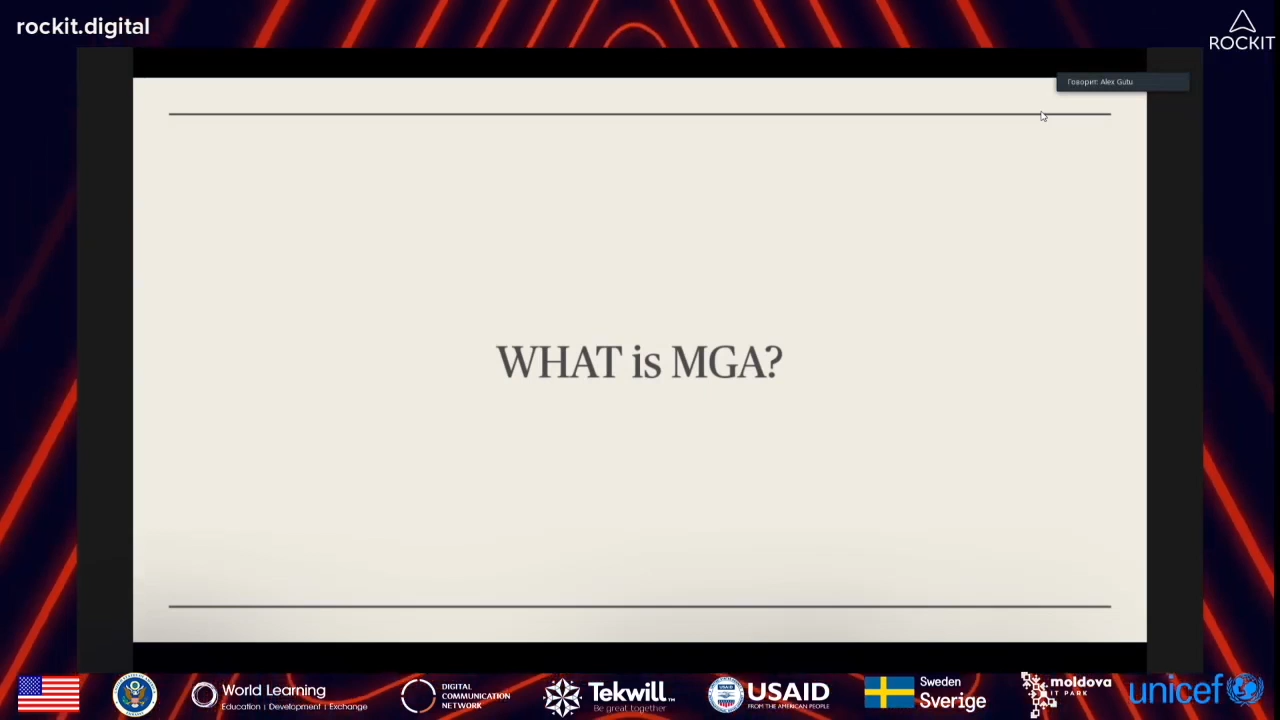 rockit.digital
ROCKIT
Говорит: Alex Gutu
WHAT is MGA?
World Learning
Education | Development | Exchange
DIGITAL
COMMUNICATION
NETWORK
Tekwill™
Be great together
USAID
FROM THE AMERICAN PEOPLE
Sweden
Sverige
moldova
IT PARK
unicef